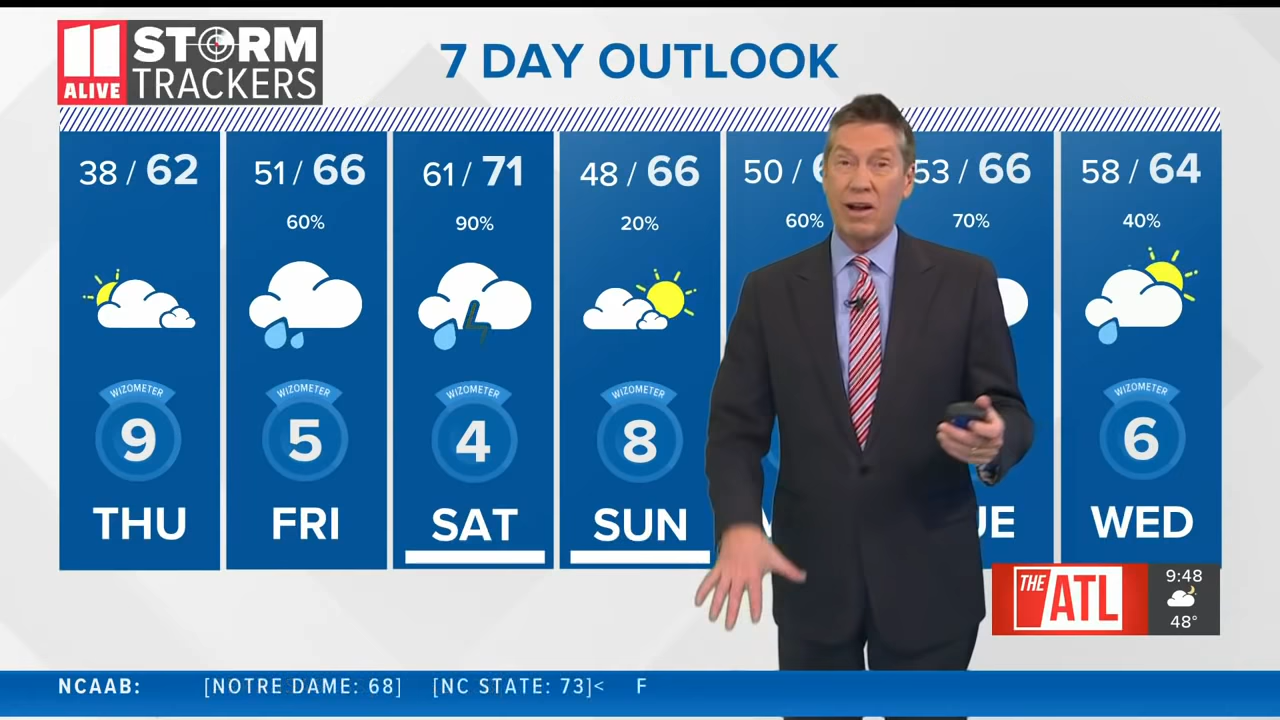 11 ALIVE
STORM
TRACKERS
7 DAY OUTLOOK
38 / 62
51 / 66
61 / 71
48 / 66
50 /
53 / 66
58 / 64
60%
90%
20%
60%
70%
40%
WIZOMETER
WIZOMETER
WIZOMETER
WIZOMETER
WIZOMETER
9
5
4
8
6
THU
FRI
SAT
SUN
UE
WED
THE ATL
9:48
48°
NCAAB: [NOTRE DAME: 68] [NC STATE: 73]< F